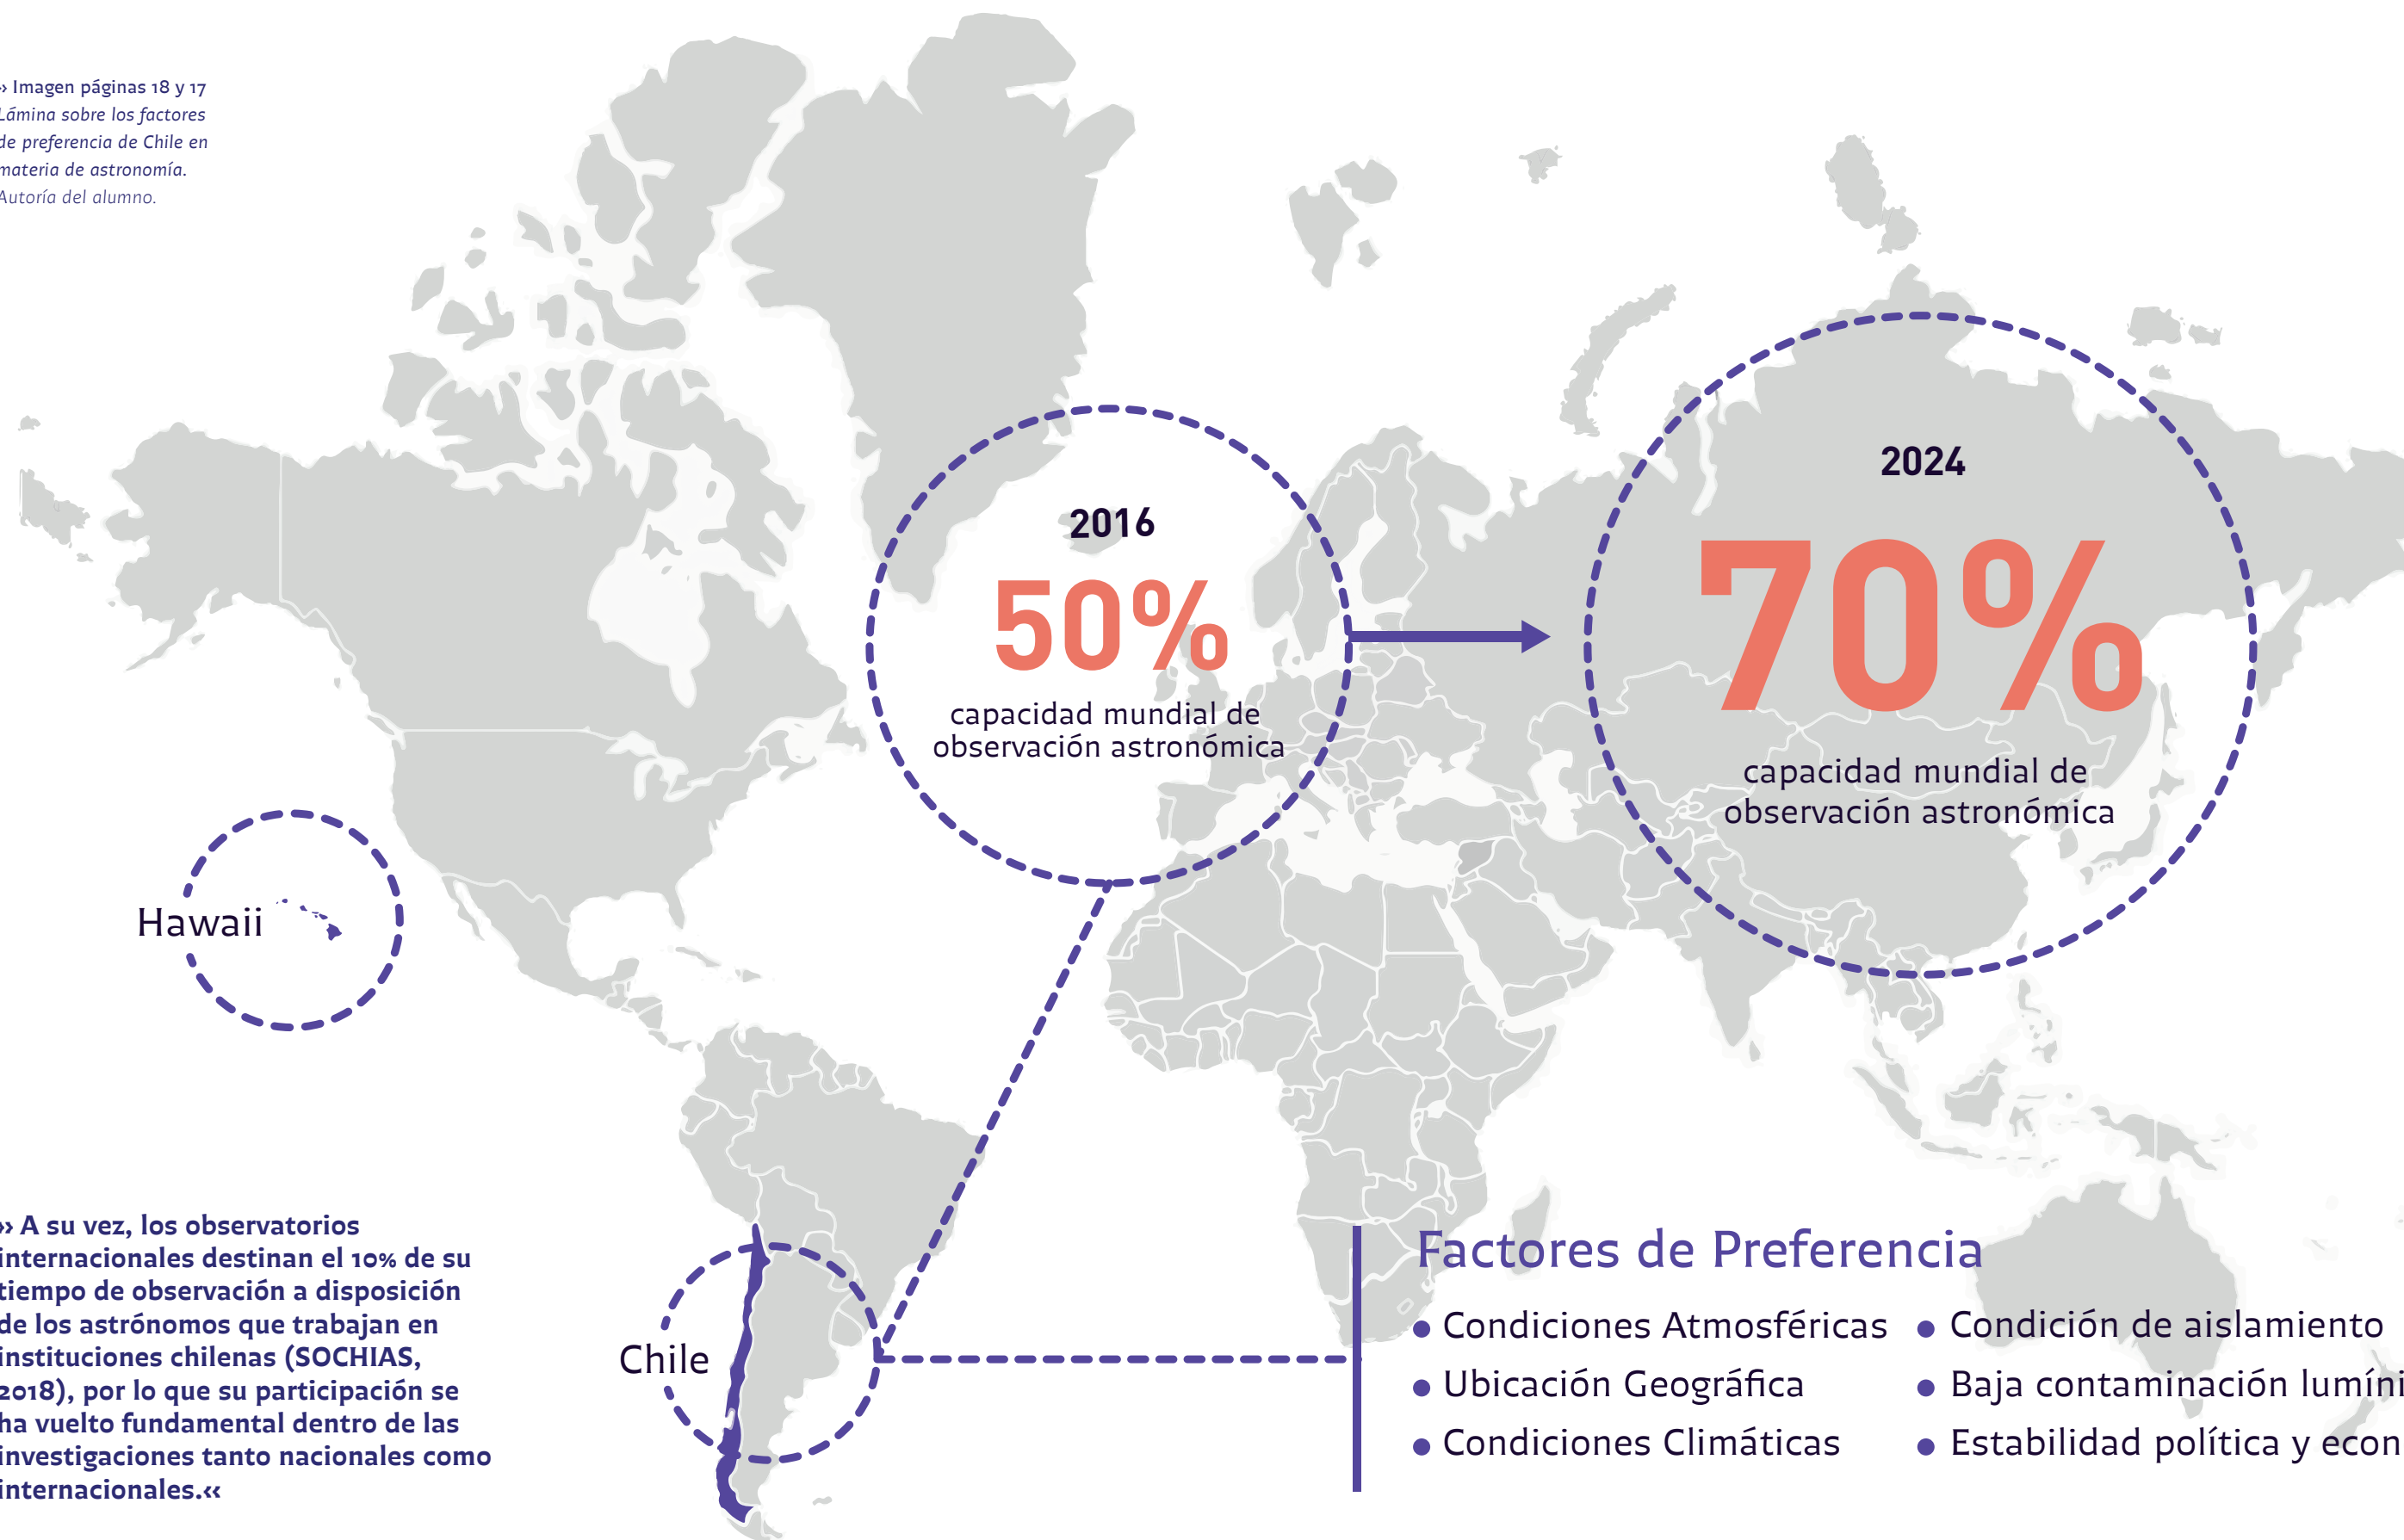 » Imagen páginas 18 y 17
Lámina sobre los factores
de preferencia de Chile en
materia de astronomía.
Autoría del alumno.
2016
50%
capacidad mundial de
observación astronómica
2024
70%
capacidad mundial de
observación astronómica
Hawaii
Chile
» A su vez, los observatorios
internacionales destinan el 10% de su
tiempo de observación a disposición
de los astrónomos que trabajan en
instituciones chilenas (SOCHIAS,
2018), por lo que su participación se
ha vuelto fundamental dentro de las
investigaciones tanto nacionales como
internacionales.«
Factores de Preferencia
Condiciones Atmosféricas
Ubicación Geográfica
Condiciones Climáticas
Condición de aislamiento
Baja contaminación lumíni
Estabilidad política y econ